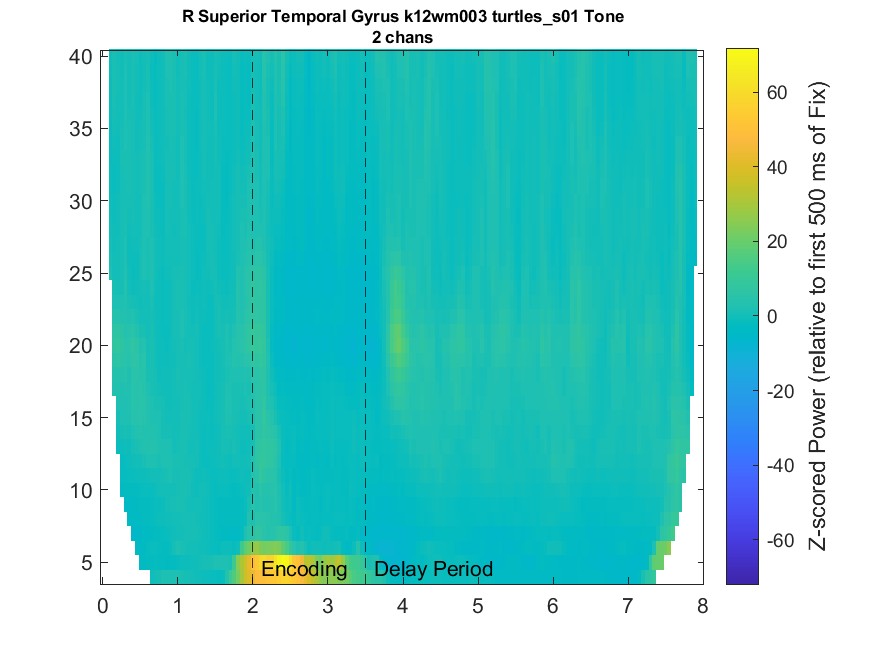 R Superior Temporal Gyrus k12wm003 turtles_s01 Tone
2 chans
40
35
30
25
20
15
10
5
Encoding
Delay Period
0 1 2 3 4 5 6 7 8
60
40
20
0
-20
-40
-60
Z-scored Power (relative to first 500 ms of Fix)